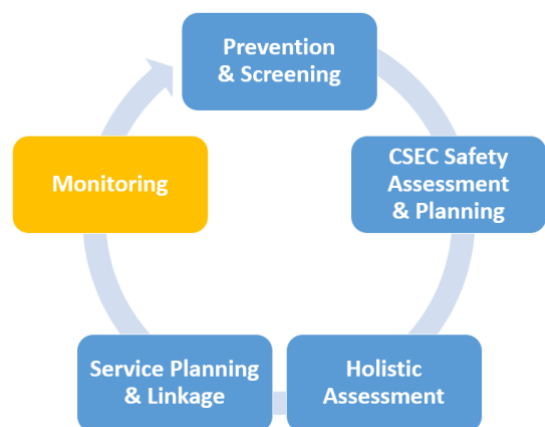 Prevention
& Screening
CSEC Safety
Assessment
& Planning
Holistic
Assessment
Service Planning
& Linkage
Monitoring